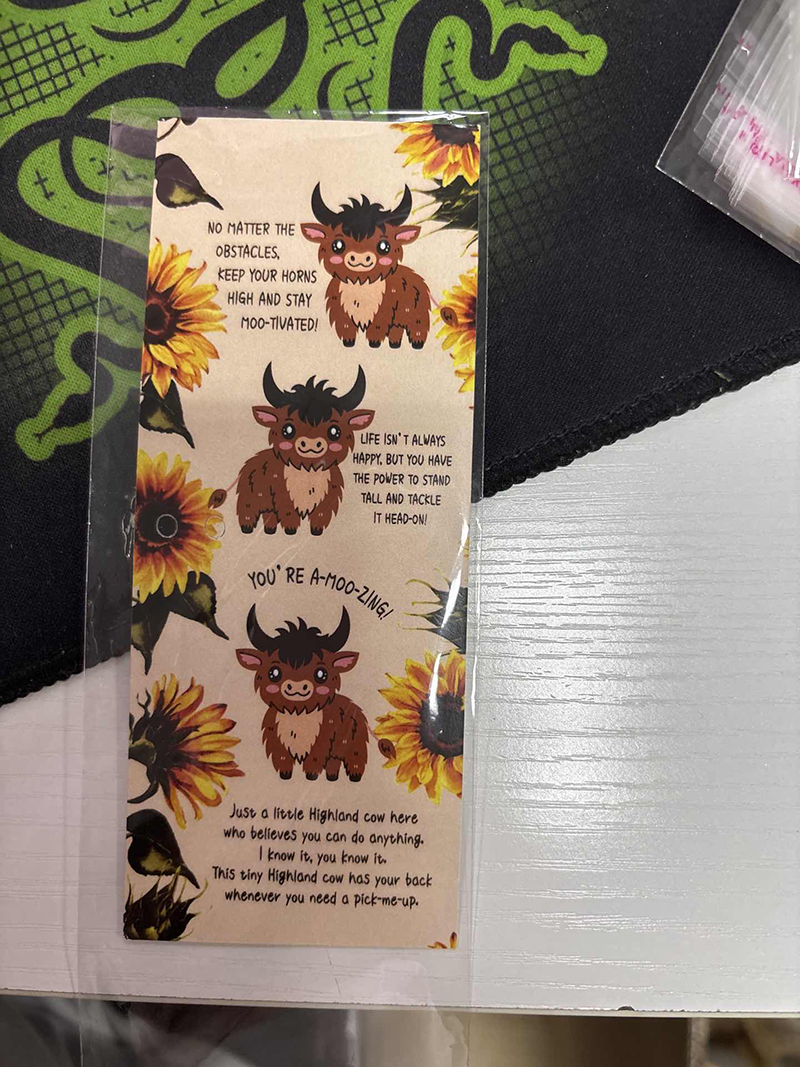 NO MATTER THE
OBSTACLES,
KEEP YOUR HORNS
HIGH AND STAY
MOO-TIVATED!
LIFE ISN'T ALWAYS
HAPPY, BUT YOU HAVE
THE POWER TO STAND
TALL AND TACKLE
IT HEAD-ON!
YOU'RE A-MOO-ZING!
Just a little Highland cow here
who believes you can do anything.
I know it, you know it.
This tiny Highland cow has your back
whenever you need a pick-me-up.